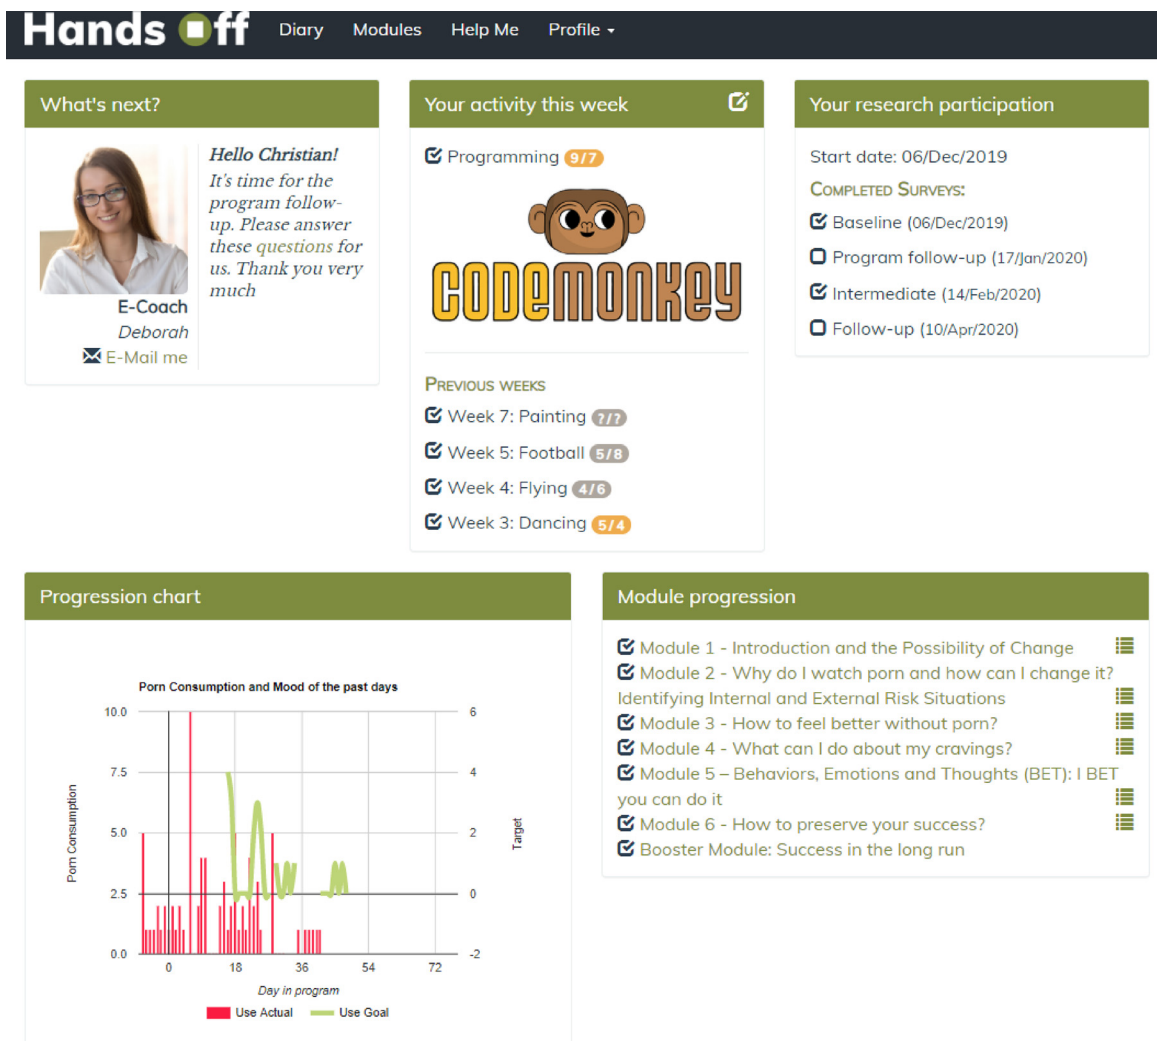 Hands Off Diary Modules Help Me Profile
What's next?
Hello Christian!
It's time for the
program follow-
up. Please answer
these questions for
us. Thank you very
much
E-Coach
Deborah
E-Mail me
Your activity this week
Programming 9/7
CODEMONKEY
PREVIOUS WEEKS
Week 7: Painting ?/?
Week 5: Football 5/8
Week 4: Flying 4/6
Week 3: Dancing 5/4
Your research participation
Start date: 06/Dec/2019
COMPLETED SURVEYS:
Baseline (06/Dec/2019)
Program follow-up (17/Jan/2020)
Intermediate (14/Feb/2020)
Follow-up (10/Apr/2020)
Progression chart
Porn Consumption and Mood of the past days
10.0 6
7.5 4
5.0 2
2.5 0
0.0 -2
Porn Consumption
Target
0 18 36 54 72
Day in program
Use Actual Use Goal
Module progression
Module 1 - Introduction and the Possibility of Change
Module 2 - Why do I watch porn and how can I change it?
Identifying Internal and External Risk Situations
Module 3 - How to feel better without porn?
Module 4 - What can I do about my cravings?
Module 5 – Behaviors, Emotions and Thoughts (BET): I BET
you can do it
Module 6 - How to preserve your success?
Booster Module: Success in the long run